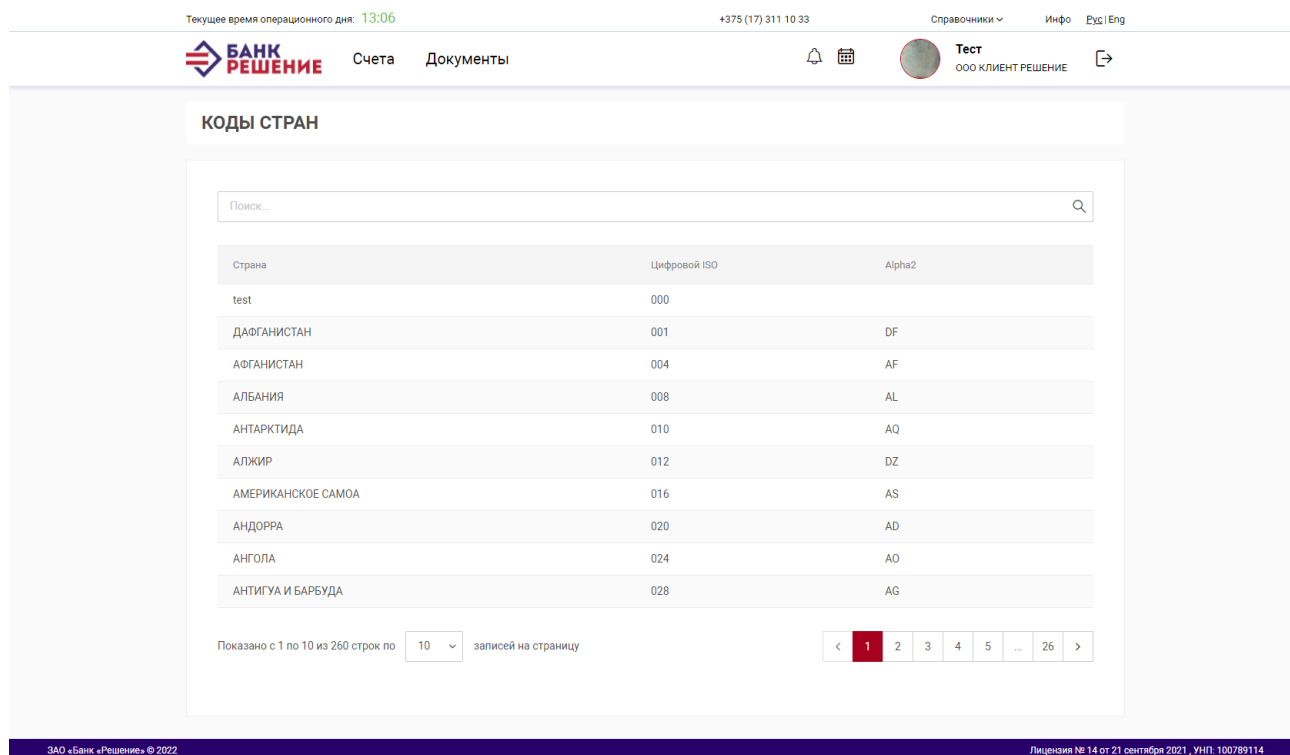 Текущее время операционного дня: 13:06 +375 (17) 311 10 33 Справочники Инфо Рус | Eng
БАНК
РЕШЕНИЕ
Счета Документы
Тест
ООО КЛИЕНТ РЕШЕНИЕ
КОДЫ СТРАН
Поиск...
Страна Цифровой ISO Alpha2
test 000
ДАФГАНИСТАН 001 DF
АФГАНИСТАН 004 AF
АЛБАНИЯ 008 AL
АНТАРКТИДА 010 AQ
АЛЖИР 012 DZ
АМЕРИКАНСКОЕ САМОА 016 AS
АНДОРРА 020 AD
АНГОЛА 024 AO
АНТИГУА И БАРБУДА 028 AG
Показано с 1 по 10 из 260 строк по 10 записей на страницу < 1 2 3 4 5 ... 26 >
ЗАО «Банк «Решение» © 2022 Лицензия № 14 от 21 сентября 2021 , УНП: 100789114